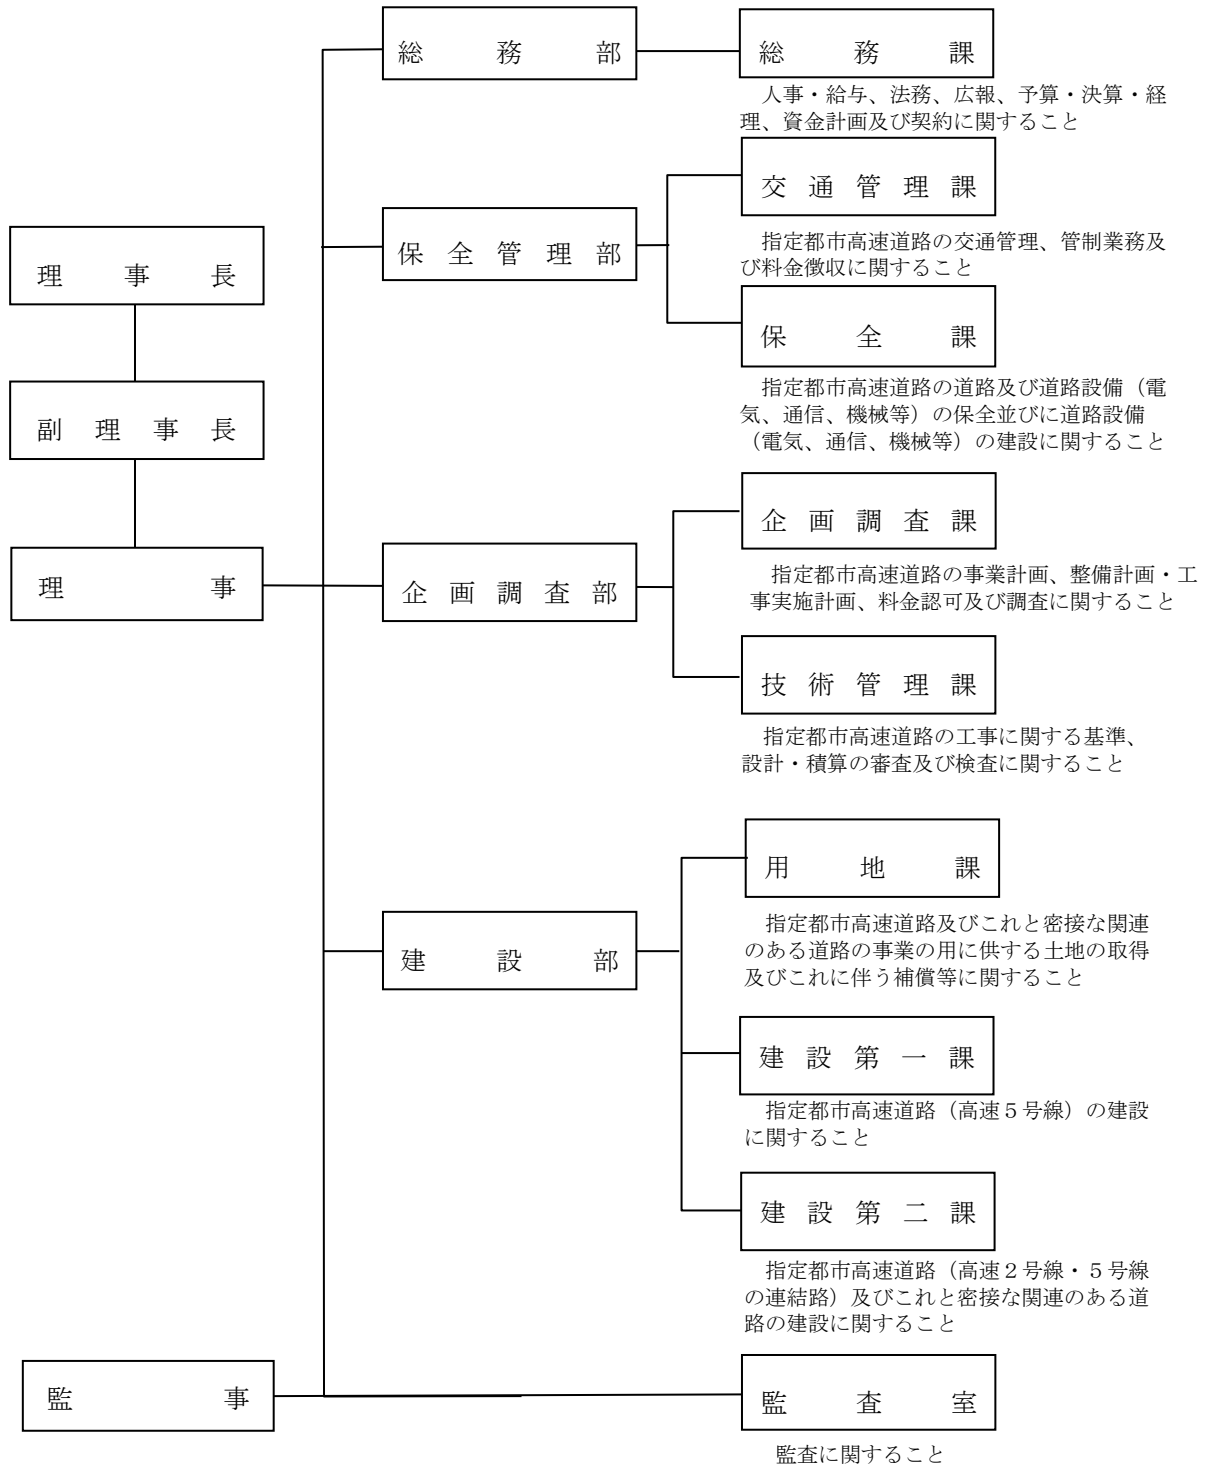 総務部
総務課
人事・給与、法務、広報、予算・決算・経
理、資金計画及び契約に関すること
交通管理課
保全管理部
指定都市高速道路の交通管理、管制業務及
び料金徴収に関すること
理事長
保全課
指定都市高速道路の道路及び道路設備（電
気、通信、機械等）の保全並びに道路設備
（電気、通信、機械等）の建設に関すること
副理事長
企画調査課
指定都市高速道路の事業計画、整備計画・工
事実施計画、料金認可及び調査に関すること
理事
企画調査部
技術管理課
指定都市高速道路の工事に関する基準、
設計・積算の審査及び検査に関すること
用地課
指定都市高速道路及びこれと密接な関連
のある道路の事業の用に供する土地の取得
及びこれに伴う補償等に関すること
建設部
建設第一課
指定都市高速道路（高速５号線）の建設
に関すること
建設第二課
指定都市高速道路（高速２号線・５号線
の連結路）及びこれと密接な関連のある道
路の建設に関すること
監事
監査室
監査に関すること